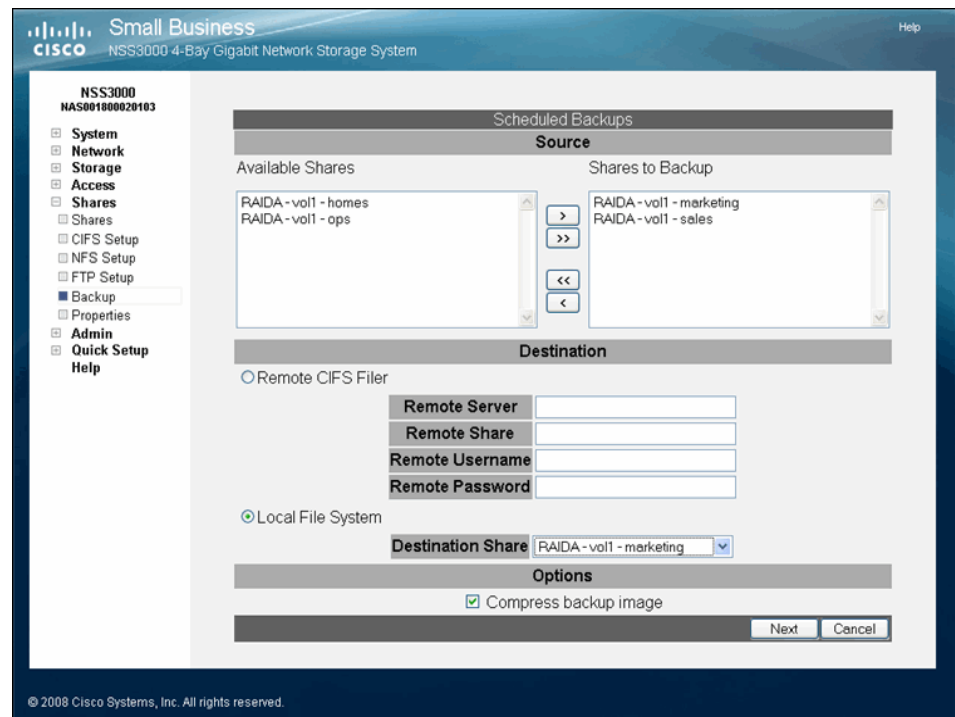 Small Business
CISCO NSS3000 4-Bay Gigabit Network Storage System
Help
NSS3000
NAS001800020103
System
Network
Storage
Access
Shares
Shares
CIFS Setup
NFS Setup
FTP Setup
Backup
Properties
Admin
Quick Setup
Help
Scheduled Backups
Source
Available Shares
Shares to Backup
RAIDA - vol1 - homes
RAIDA - vol1 - ops
>
>>
<<
<
RAIDA - vol1 - marketing
RAIDA - vol1 - sales
Destination
Remote CIFS Filer
Remote Server
Remote Share
Remote Username
Remote Password
Local File System
Destination Share RAIDA - vol1 - marketing
Options
Compress backup image
Next Cancel
© 2008 Cisco Systems, Inc. All rights reserved.